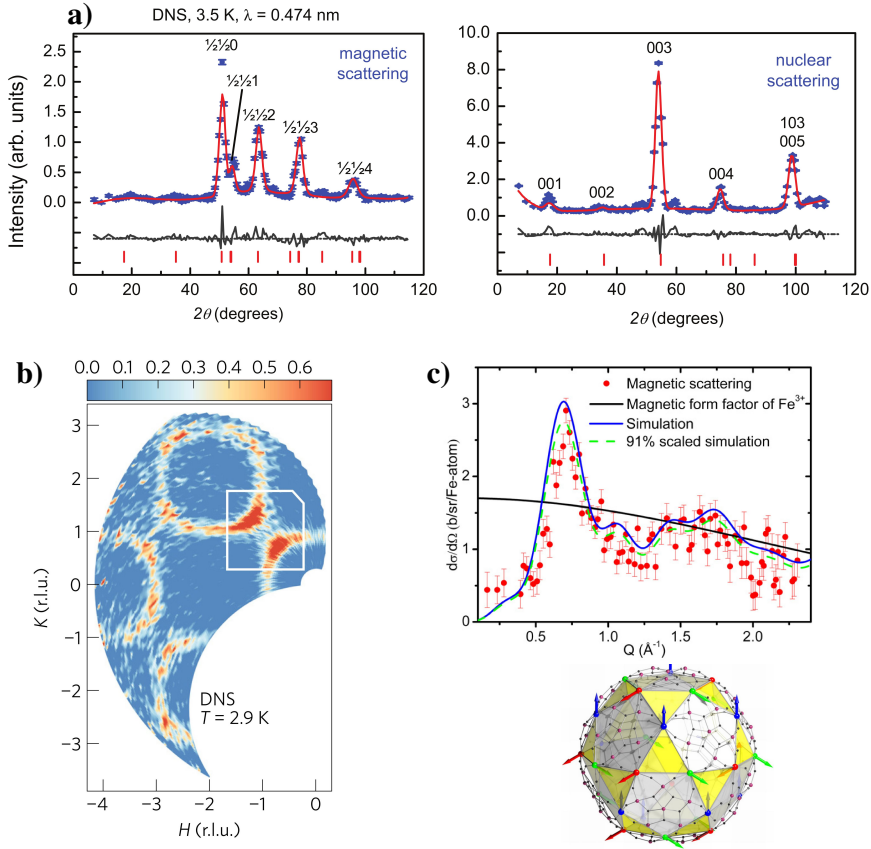 a)
DNS, 3.5 K, λ = 0.474 nm
Intensity (arb. units)
2.5
2.0
1.5
1.0
0.5
0.0
magnetic
scattering
½½0
½½1
½½2
½½3
½½4
0 20 40 60 80 100 120
2θ (degrees)
10.0
8.0
6.0
4.0
2.0
0.0
nuclear
scattering
001
002
003
004
103
005
0 20 40 60 80 100 120
2θ (degrees)
b)
0.0 0.1 0.2 0.3 0.4 0.5 0.6
K (r.l.u.)
3
2
1
0
−1
−2
−3
DNS
T = 2.9 K
−4 −3 −2 −1 0
H (r.l.u.)
c)
dσ/dΩ (b/sr/Fe-atom)
3
2
1
0
Magnetic scattering
Magnetic form factor of Fe³⁺
Simulation
91% scaled simulation
0.5 1.0 1.5 2.0
Q (Å⁻¹)